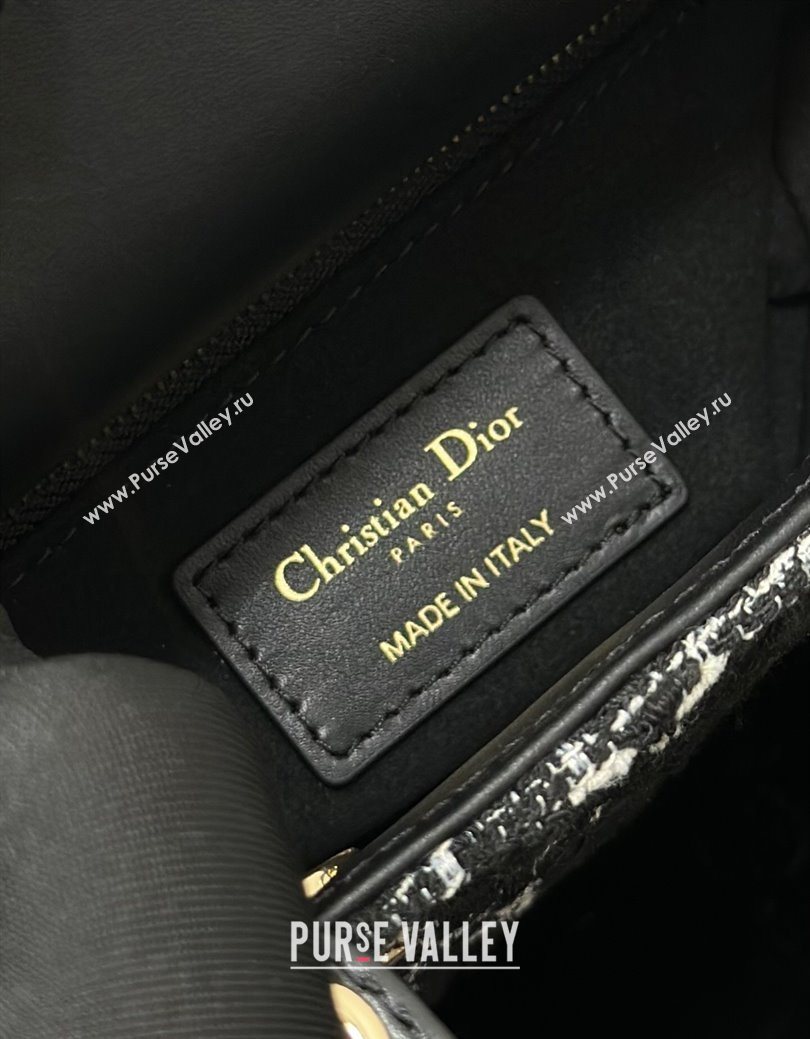 www.PurseValley.ru
www.PurseValley.ru
Christian Dior
PARIS
MADE IN ITALY
PURSE VALLEY